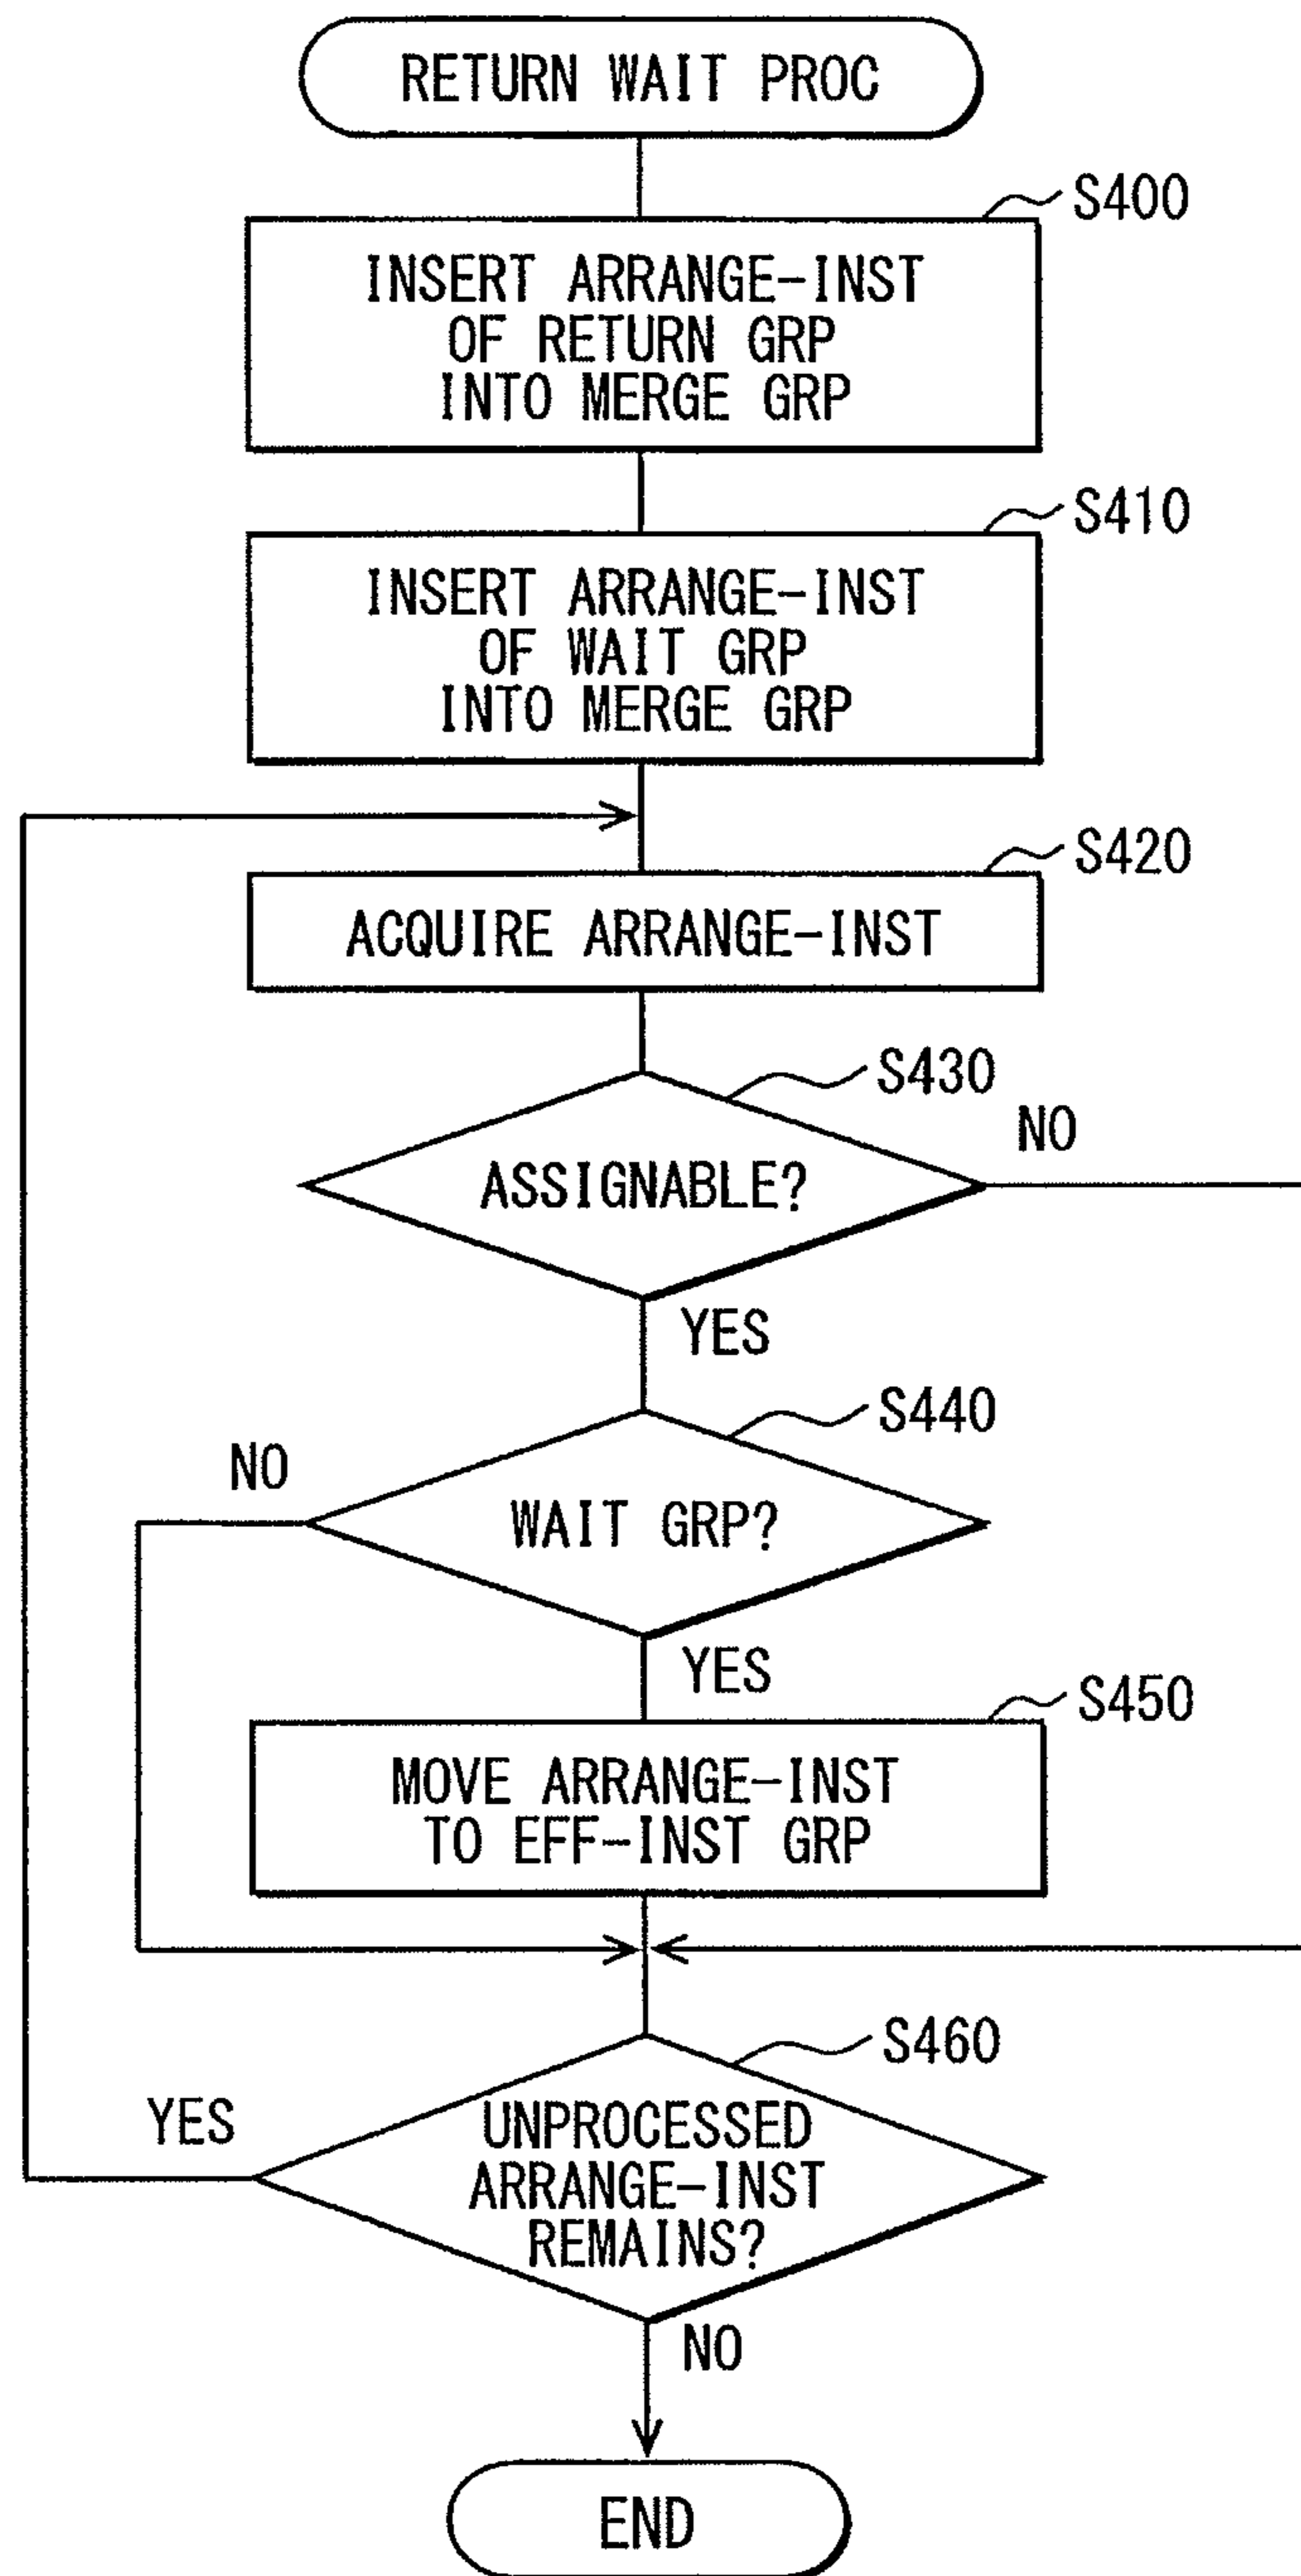 RETURN WAIT PROC
S400
INSERT ARRANGE-INST
OF RETURN GRP
INTO MERGE GRP
S410
INSERT ARRANGE-INST
OF WAIT GRP
INTO MERGE GRP
S420
ACQUIRE ARRANGE-INST
S430
NO
ASSIGNABLE?
YES
S440
NO
WAIT GRP?
YES
S450
MOVE ARRANGE-INST
TO EFF-INST GRP
S460
YES
UNPROCESSED
ARRANGE-INST
REMAINS?
NO
END